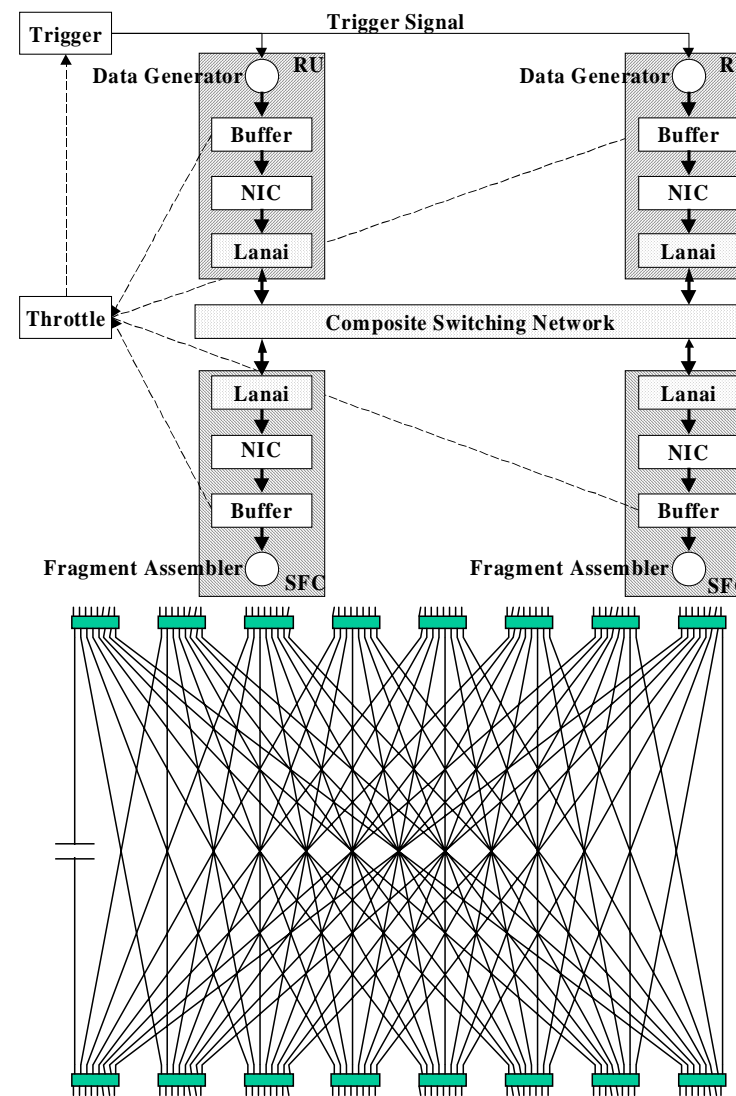 Trigger
Trigger Signal
Data Generator
RU
Data Generator
Buffer
Buffer
NIC
NIC
Lanai
Lanai
Throttle
Composite Switching Network
Lanai
Lanai
NIC
NIC
Buffer
Buffer
Fragment Assembler
SFC
Fragment Assembler